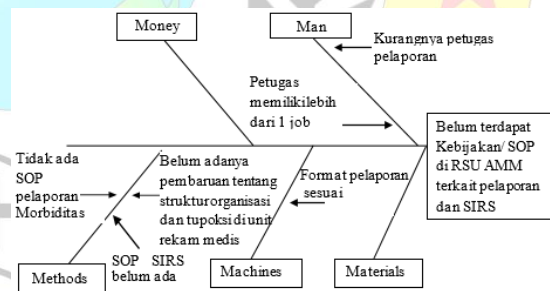 Money
Man
Kurangnya petugas
pelaporan
Petugas
memilikilebih
dari 1 job
Belum terdapat
Kebijakan/ SOP
di RSU AMM
terkait pelaporan
dan SIRS
Tidak ada
SOP
pelaporan
Morbiditas
Belum adanya
pembaruan tentang
strukturorganisasi
dan tupoksi di unit
rekam medis
Format pelaporan
sesuai
SOP SIRS
belum ada
Methods
Machines
Materials